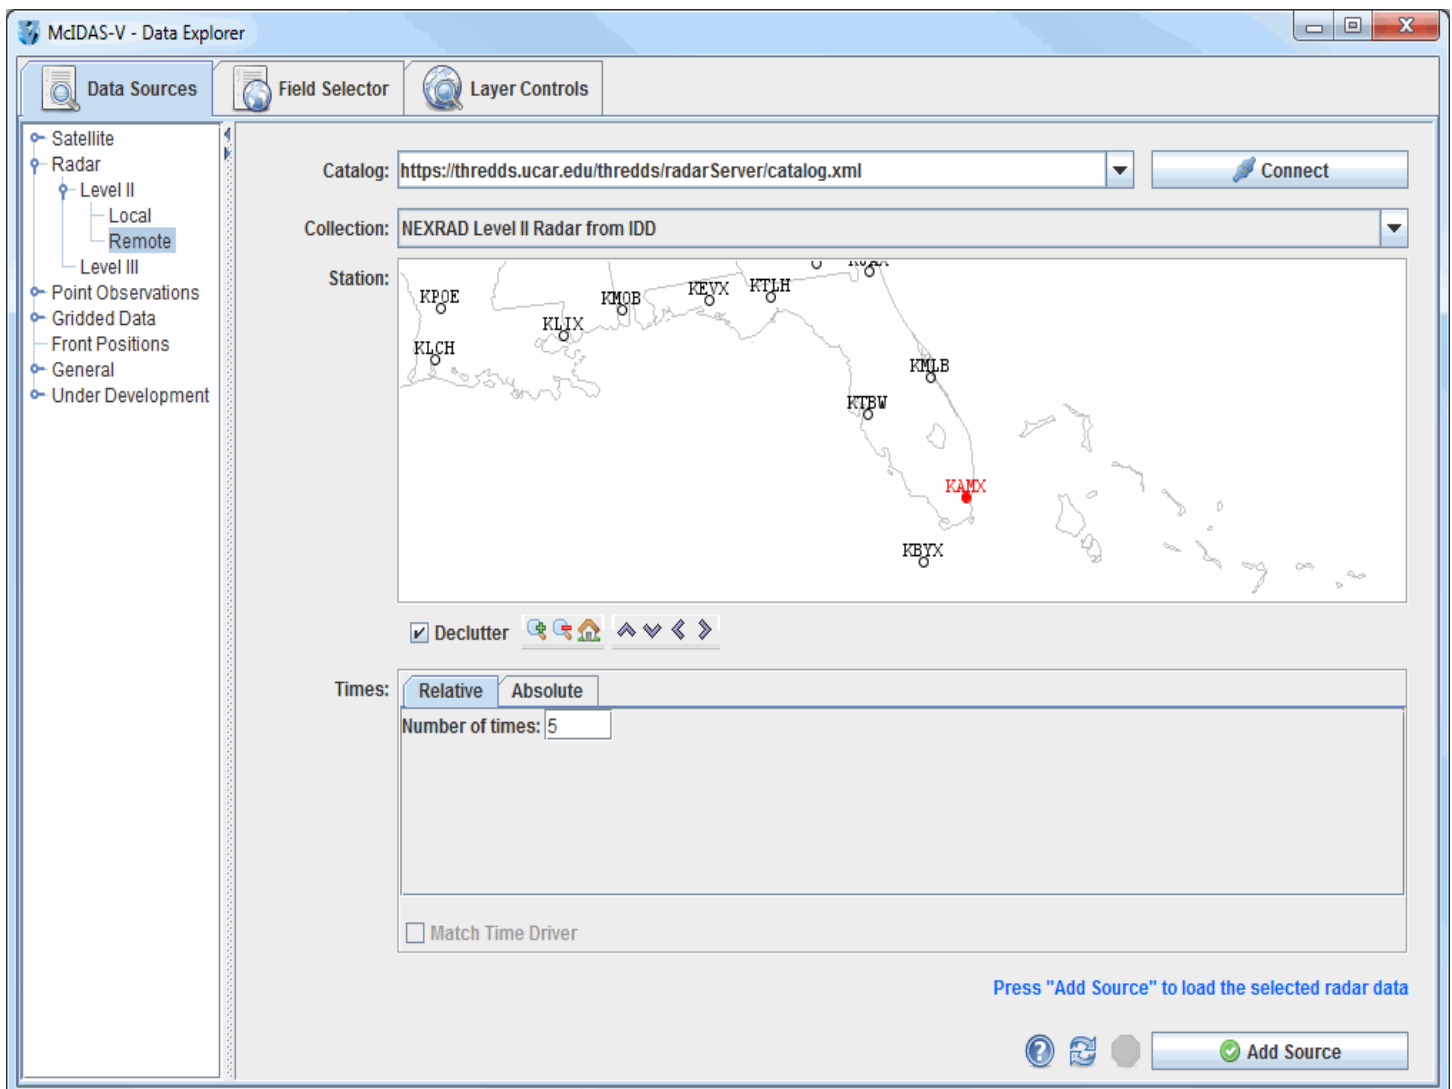 McIDAS-V - Data Explorer
Data Sources
Field Selector
Layer Controls
Satellite
Radar
Level II
Local
Remote
Level III
Point Observations
Gridded Data
Front Positions
General
Under Development
Catalog: https://thredds.ucar.edu/thredds/radarServer/catalog.xml
Connect
Collection: NEXRAD Level II Radar from IDD
Station:
KPOE
KMOB
KEVX
KTLH
KLIX
KLCH
KMLB
KTBW
KAMX
KBYX
Declutter
Times:
Relative
Absolute
Number of times: 5
Match Time Driver
Press "Add Source" to load the selected radar data
Add Source